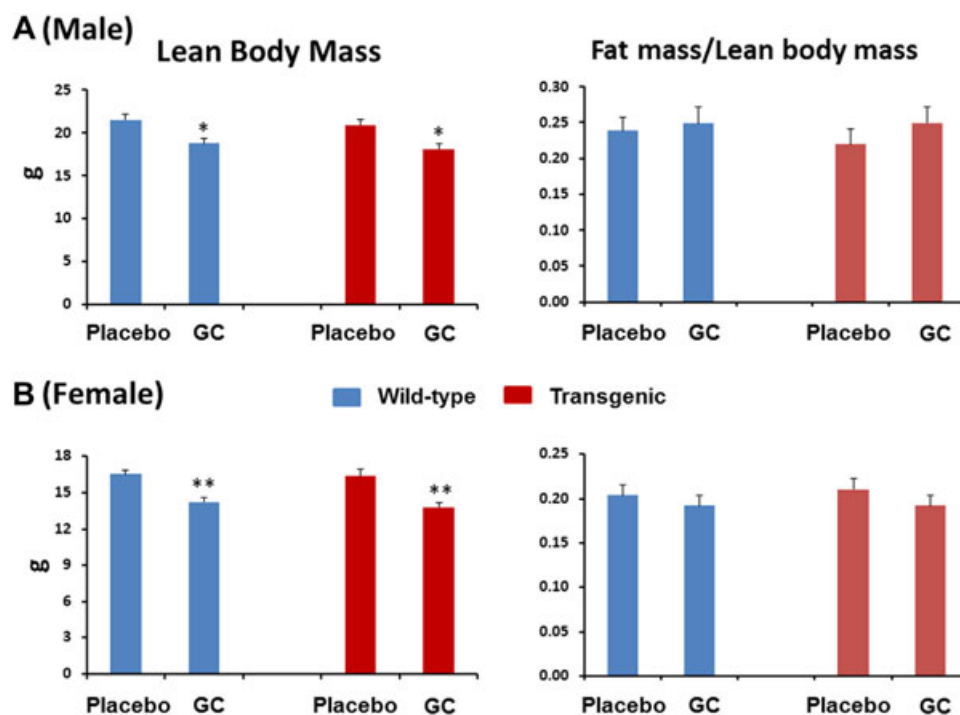 A (Male)
Lean Body Mass
Fat mass/Lean body mass
25
20
15
10
5
0
g
*
*
Placebo GC Placebo GC
0.30
0.25
0.20
0.15
0.10
0.05
0.00
Placebo GC Placebo GC
B (Female)
Wild-type Transgenic
18
15
12
9
6
3
0
g
**
**
Placebo GC Placebo GC
0.25
0.20
0.15
0.10
0.05
0.00
Placebo GC Placebo GC